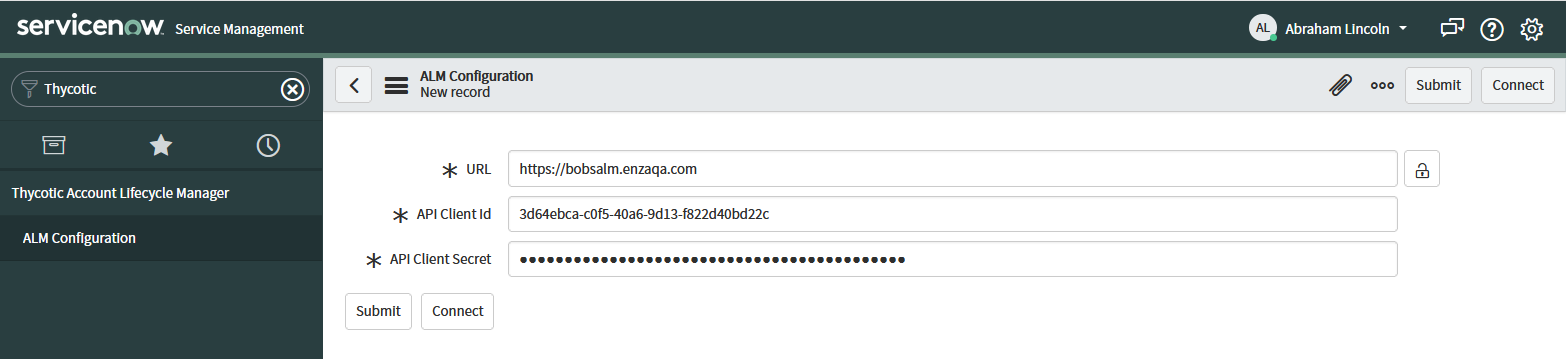 servicenow Service Management
AL Abraham Lincoln
Thycotic
ALM Configuration
New record
Submit Connect
Thycotic Account Lifecycle Manager
ALM Configuration
URL https://bobsalm.enzaqa.com
API Client Id 3d64ebca-c0f5-40a6-9d13-f822d40bd22c
API Client Secret
Submit Connect